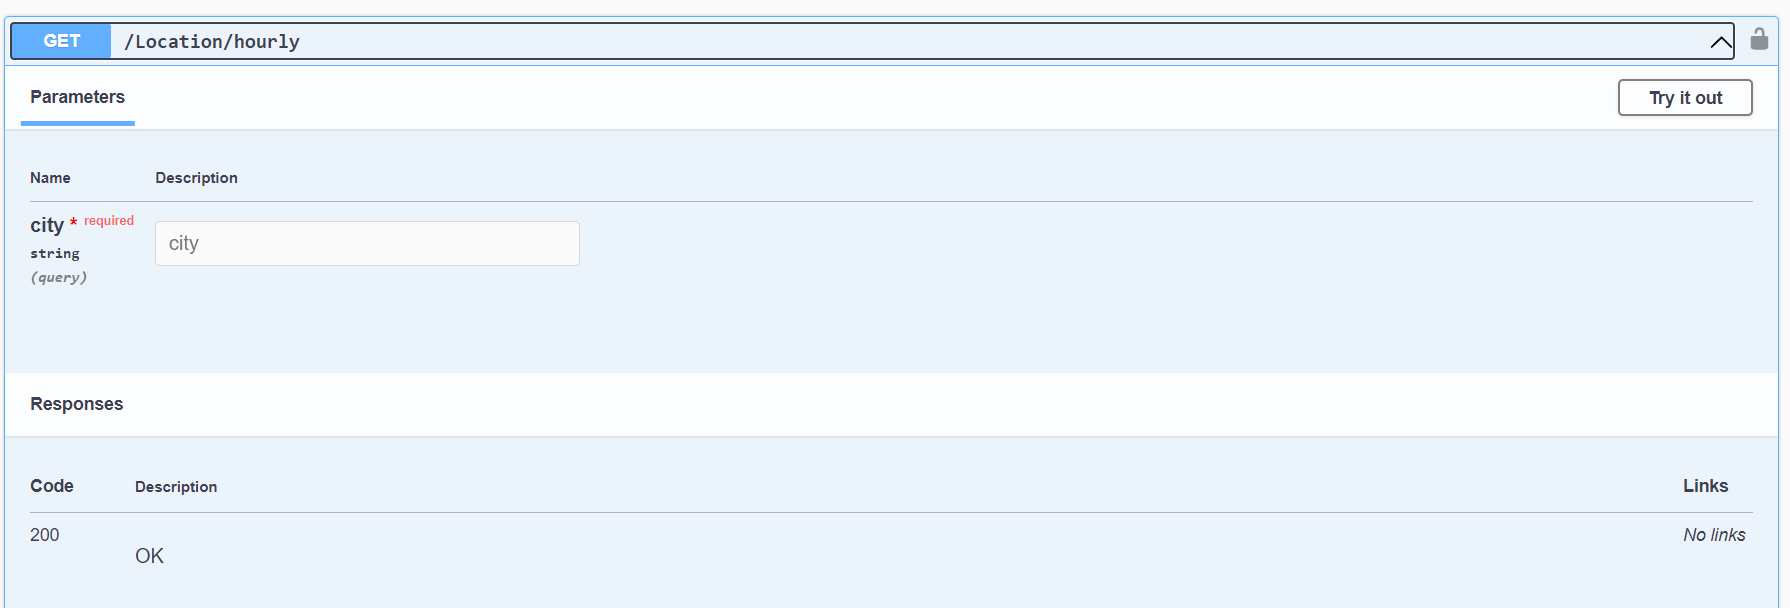 GET /Location/hourly
Parameters
Try it out
Name Description
city * required
string
(query)
city
Responses
Code Description Links
200 No links
OK